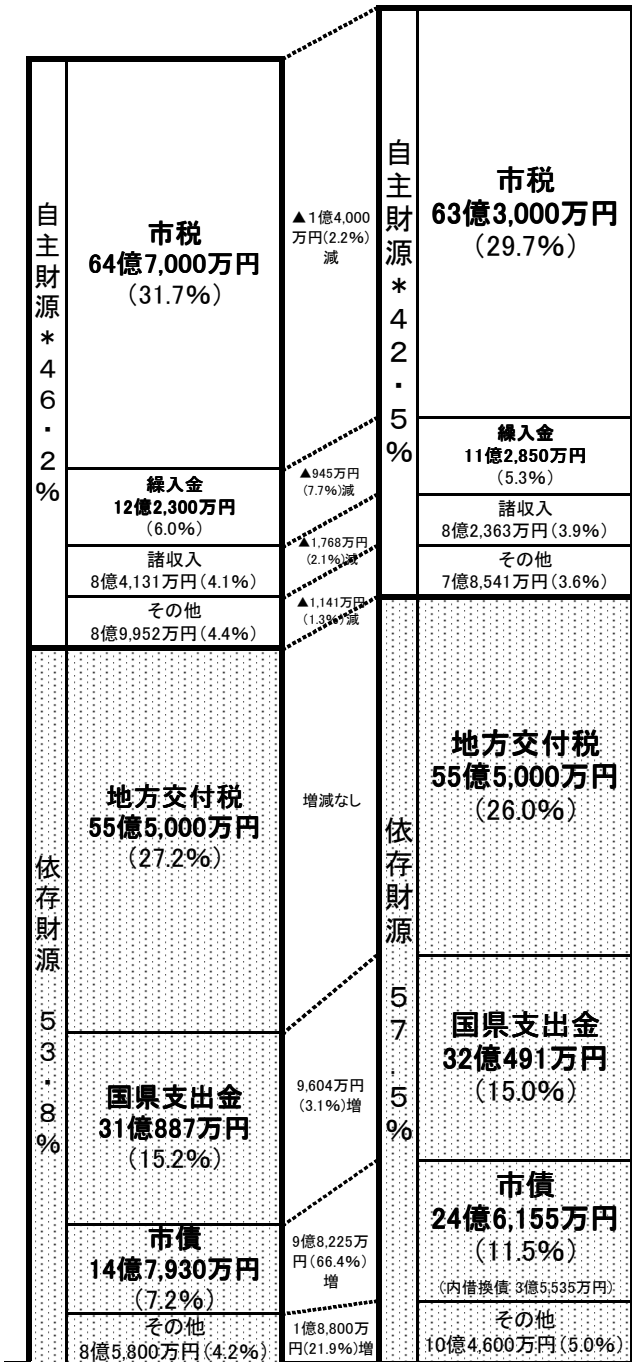 自主財源*46・2%
市税
64億7,000万円
(31.7%)
繰入金
12億2,300万円
(6.0%)
諸収入
8億4,131万円(4.1%)
その他
8億9,952万円(4.4%)
依存財源 53・8%
地方交付税
55億5,000万円
(27.2%)
国県支出金
31億887万円
(15.2%)
市債
14億7,930万円
(7.2%)
その他
8億5,800万円(4.2%)
▲1億4,000
万円(2.2%)
減
▲945万円
(7.7%)減
▲1,768万円
(2.1%)減
▲1,141万円
(1.3%)減
増減なし
9,604万円
(3.1%)増
9億8,225万
円(66.4%)
増
1億8,800万
円(21.9%)増
自主財源*42・5%
市税
63億3,000万円
(29.7%)
繰入金
11億2,850万円
(5.3%)
諸収入
8億2,363万円(3.9%)
その他
7億8,541万円(3.6%)
依存財源 57.5%
地方交付税
55億5,000万円
(26.0%)
国県支出金
32億491万円
(15.0%)
市債
24億6,155万円
(11.5%)
(内借換債 3億5,535万円)
その他
10億4,600万円(5.0%)